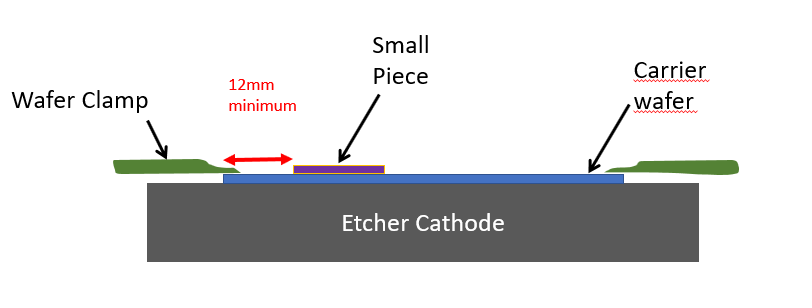 Small
Piece
12mm
minimum
Carrier
wafer
Wafer Clamp
Etcher Cathode